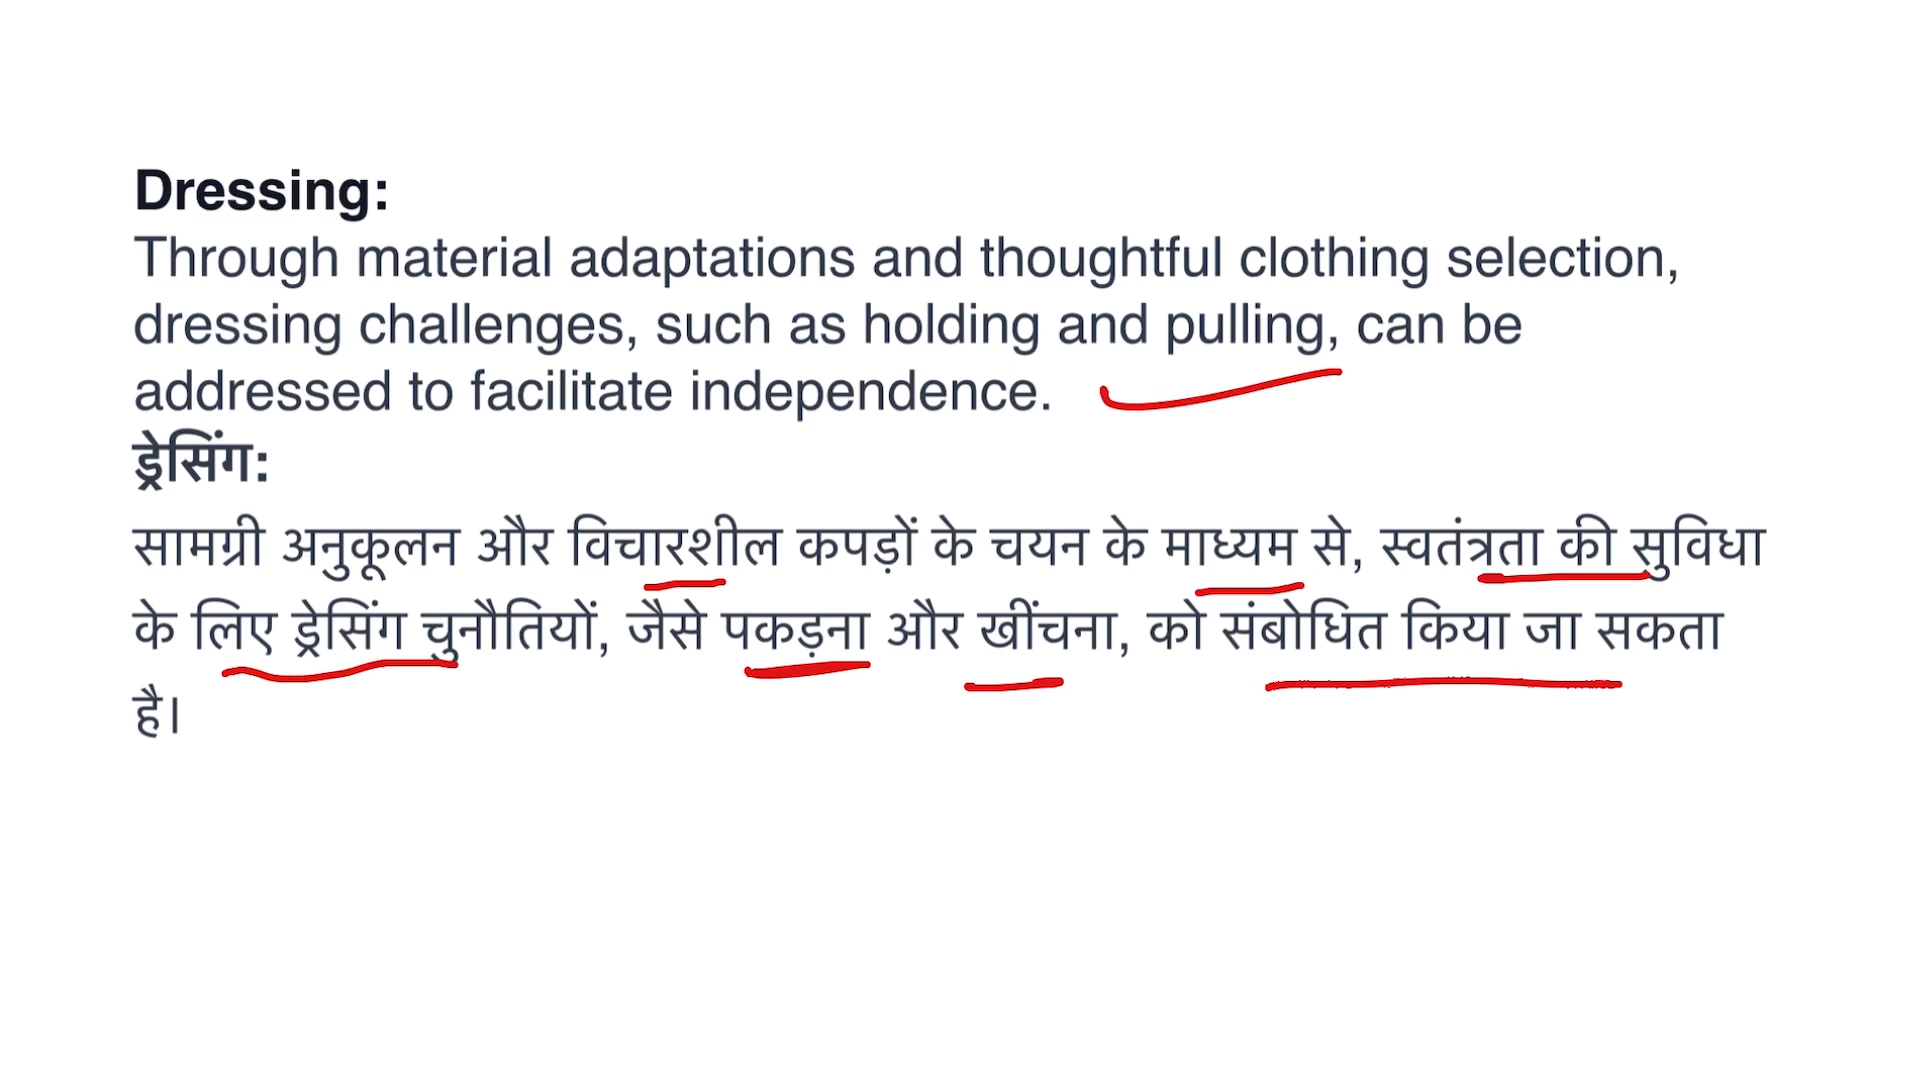 Dressing:
Through material adaptations and thoughtful clothing selection,
dressing challenges, such as holding and pulling, can be
addressed to facilitate independence.
ड्रेसिंग:
सामग्री अनुकूलन और विचारशील कपड़ों के चयन के माध्यम से, स्वतंत्रता की सुविधा
के लिए ड्रेसिंग चुनौतियों, जैसे पकड़ना और खींचना, को संबोधित किया जा सकता
है।